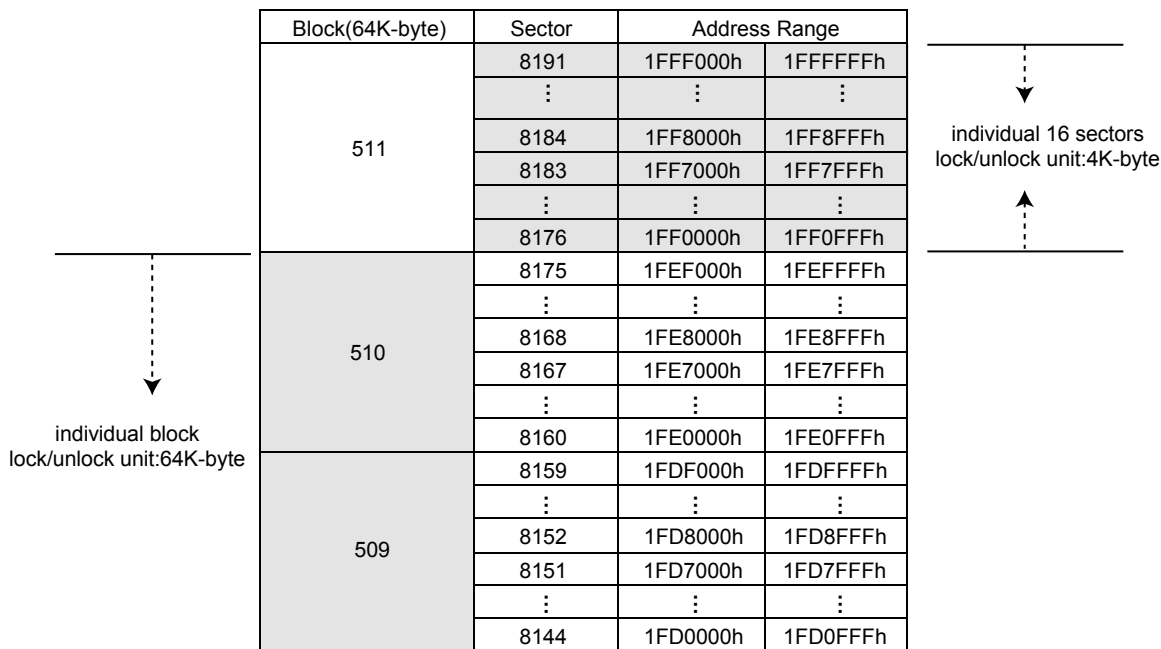 Block(64K-byte) Sector Address Range
8191 1FFF000h 1FFFFFFh
⋮ ⋮ ⋮
511
8184 1FF8000h 1FF8FFFh
8183 1FF7000h 1FF7FFFh
⋮ ⋮ ⋮
8176 1FF0000h 1FF0FFFh
individual 16 sectors
lock/unlock unit:4K-byte
8175 1FEF000h 1FEFFFFh
⋮ ⋮ ⋮
8168 1FE8000h 1FE8FFFh
510
8167 1FE7000h 1FE7FFFh
⋮ ⋮ ⋮
8160 1FE0000h 1FE0FFFh
individual block
lock/unlock unit:64K-byte
8159 1FDF000h 1FDFFFFh
⋮ ⋮ ⋮
8152 1FD8000h 1FD8FFFh
509
8151 1FD7000h 1FD7FFFh
⋮ ⋮ ⋮
8144 1FD0000h 1FD0FFFh